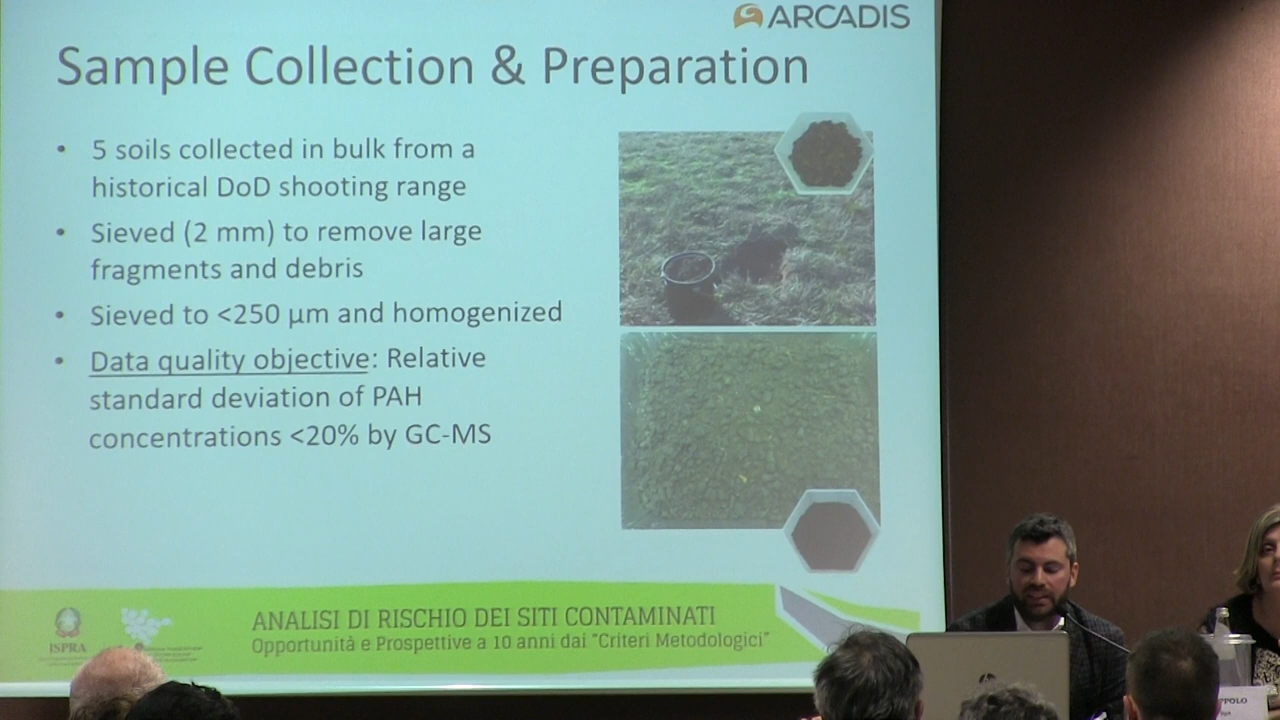 ARCADIS
Sample Collection & Preparation
• 5 soils collected in bulk from a
historical DoD shooting range
• Sieved (2 mm) to remove large
fragments and debris
• Sieved to <250 µm and homogenized
• Data quality objective: Relative
standard deviation of PAH
concentrations <20% by GC-MS
ISPRA
ANALISI DI RISCHIO DEI SITI CONTAMINATI
Opportunità e Prospettive a 10 anni dai "Criteri Metodologici"